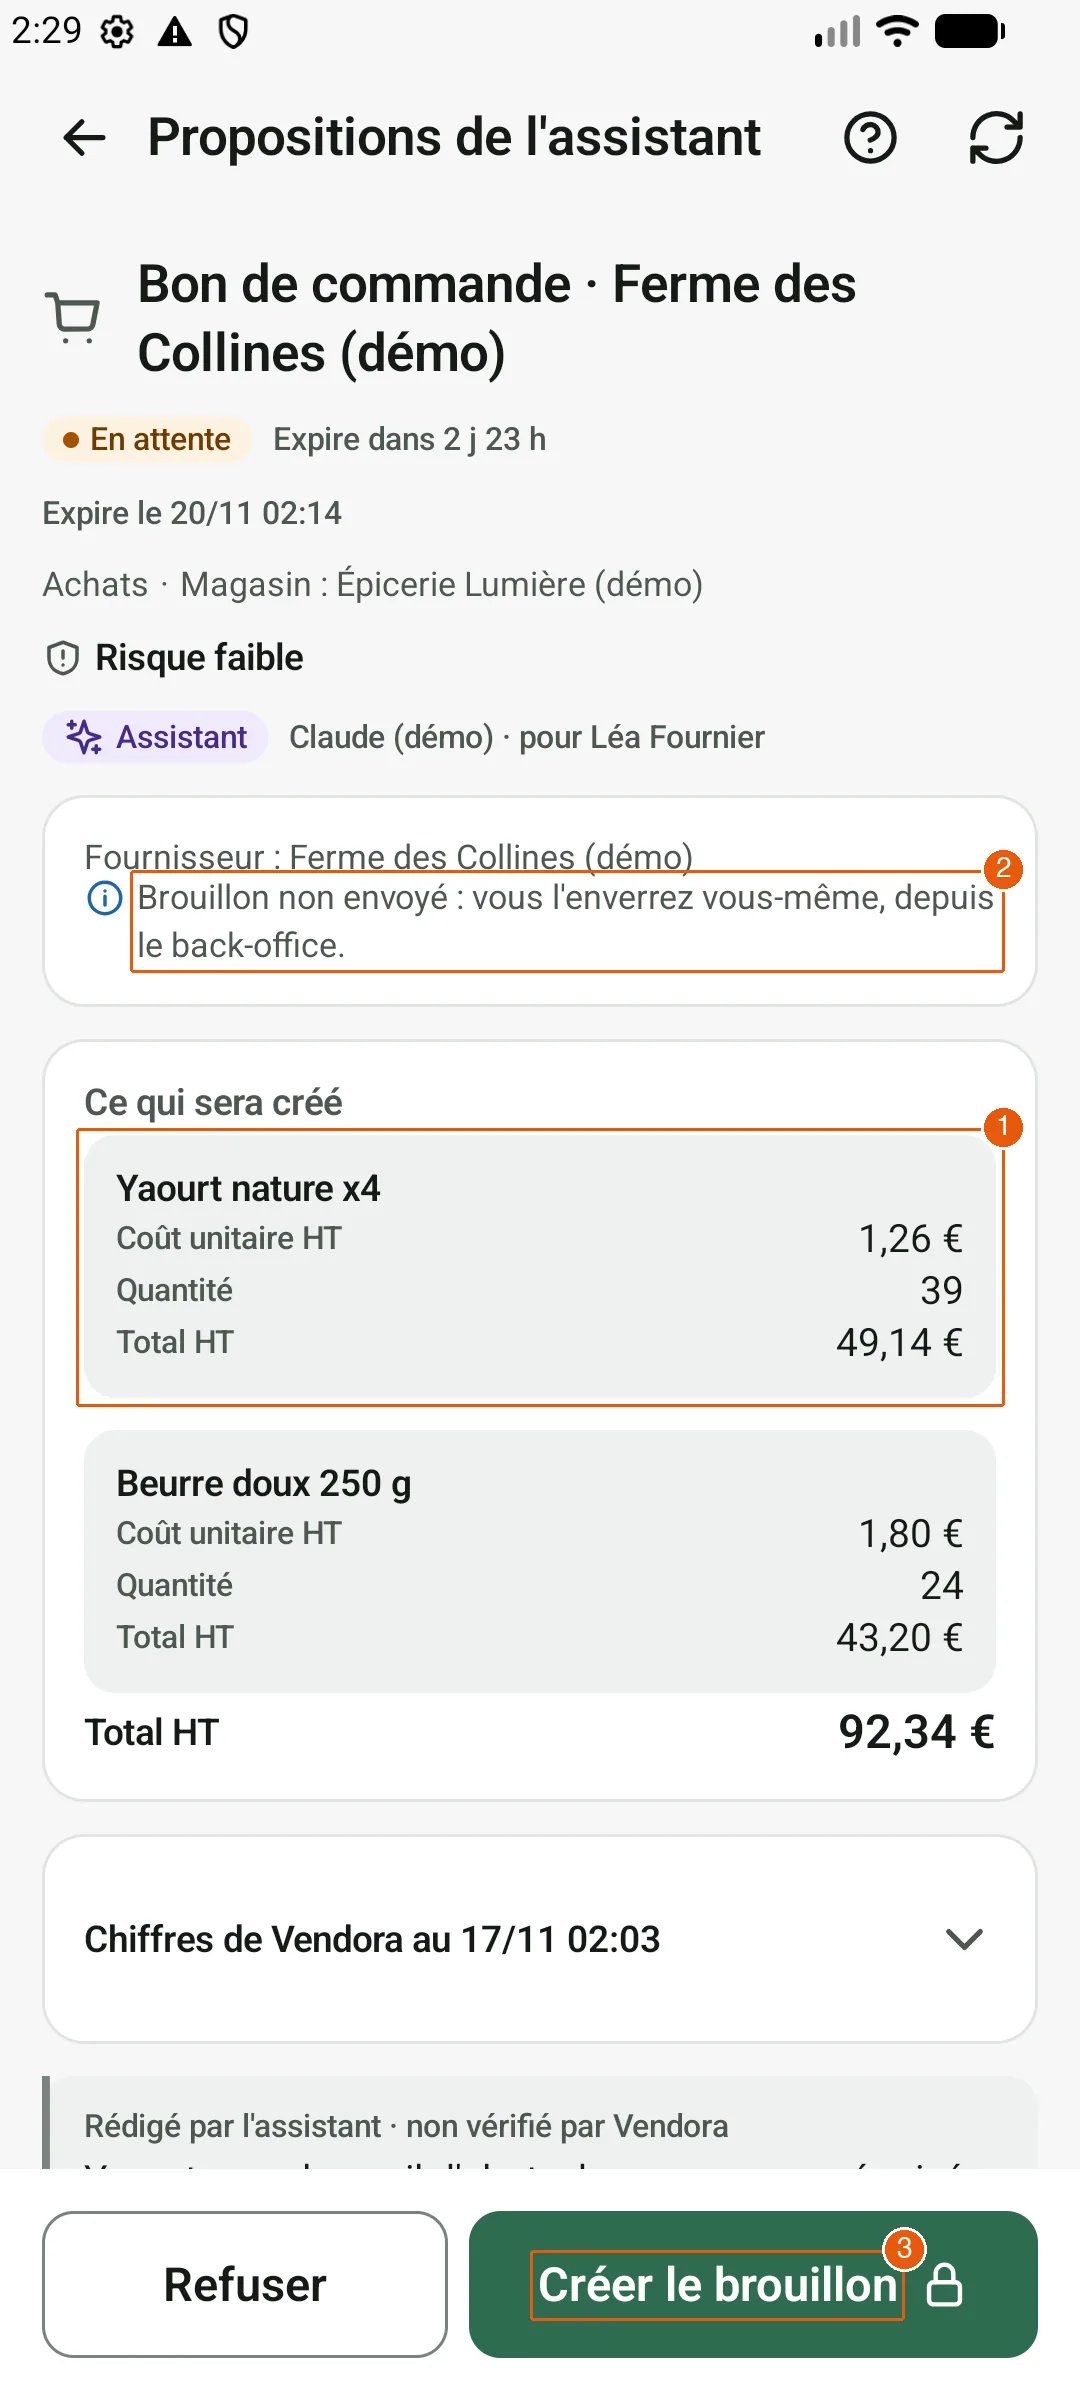 2:29
Propositions de l'assistant
Bon de commande · Ferme des
Collines (démo)
En attente
Expire dans 2 j 23 h
Expire le 20/11 02:14
Achats · Magasin : Épicerie Lumière (démo)
Risque faible
Assistant
Claude (démo) · pour Léa Fournier
Fournisseur : Ferme des Collines (démo)
2
Brouillon non envoyé : vous l'enverrez vous-même, depuis
le back-office.
Ce qui sera créé
1
Yaourt nature x4
Coût unitaire HT 1,26 €
Quantité 39
Total HT 49,14 €
Beurre doux 250 g
Coût unitaire HT 1,80 €
Quantité 24
Total HT 43,20 €
Total HT 92,34 €
Chiffres de Vendora au 17/11 02:03
Rédigé par l'assistant · non vérifié par Vendora
Refuser
3
Créer le brouillon